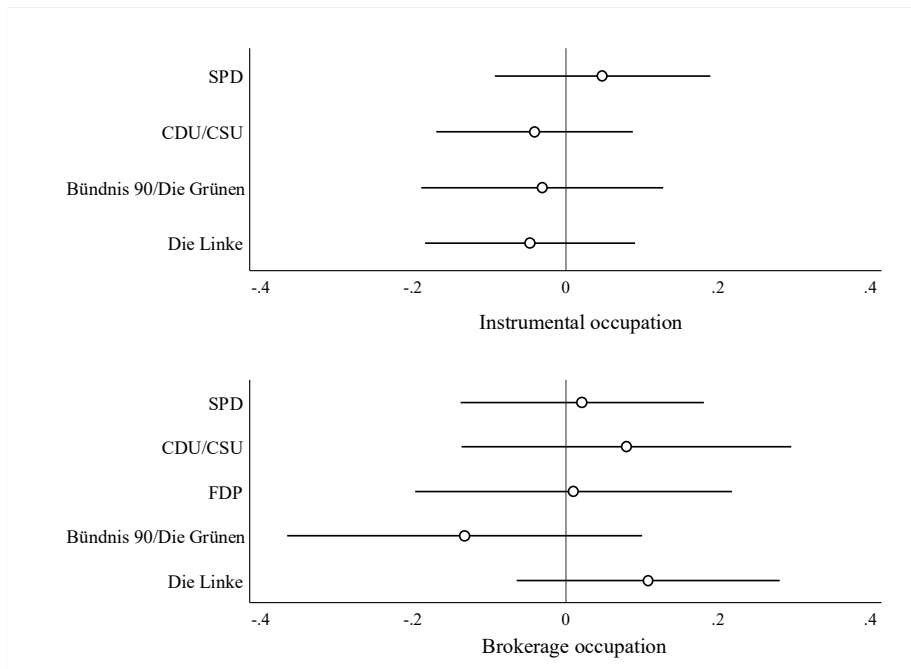 SPD
CDU/CSU
Bündnis 90/Die Grünen
Die Linke
-.4 -.2 0 .2 .4
Instrumental occupation
SPD
CDU/CSU
FDP
Bündnis 90/Die Grünen
Die Linke
-.4 -.2 0 .2 .4
Brokerage occupation